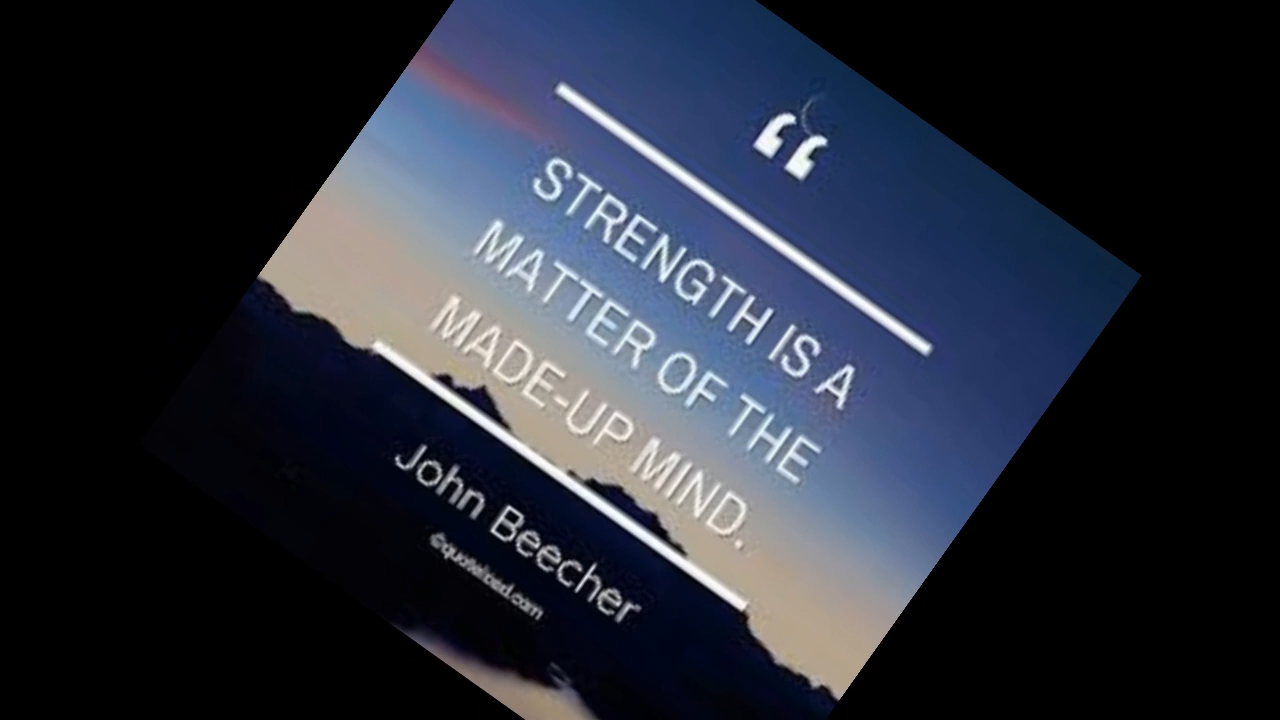 “
STRENGTH IS A
MATTER OF THE
MADE-UP MIND.
John Beecher